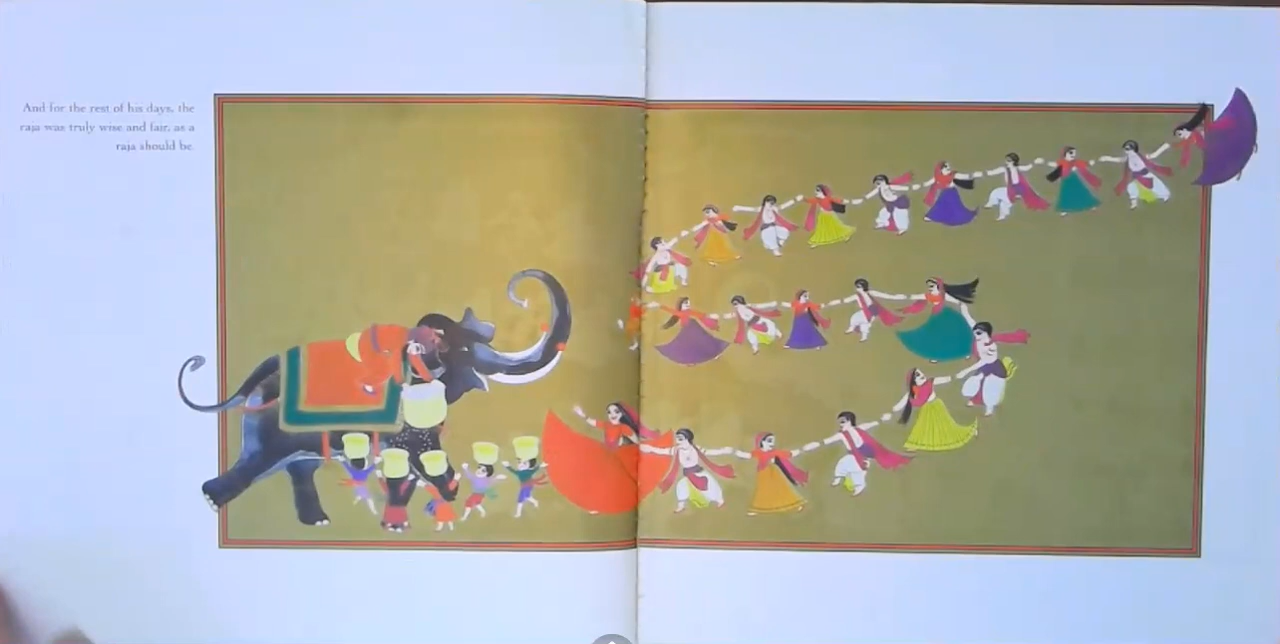 And for the rest of his days, the
raja was truly wise and fair, as a
raja should be.